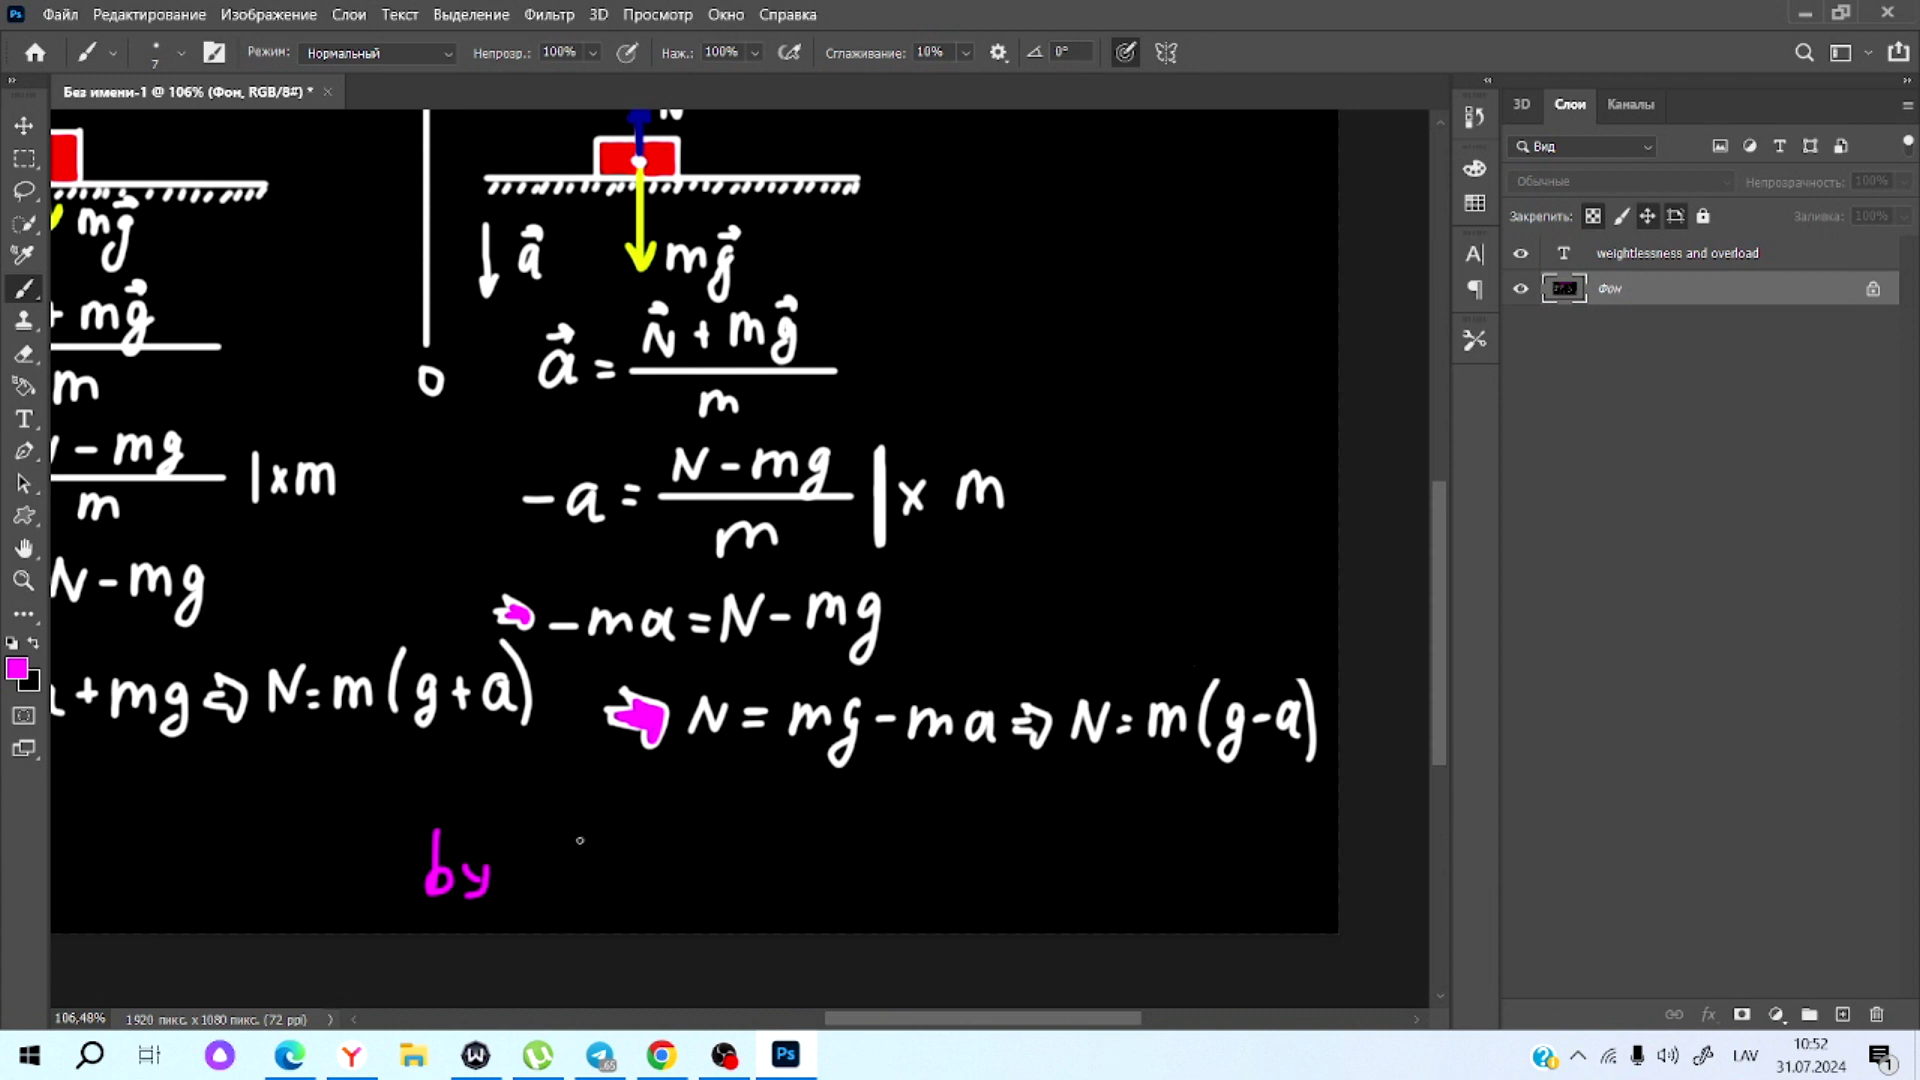 Файл Редактирование Изображение Слои Текст Выделение Фильтр 3D Просмотр Окно Справка
7 Режим: Нормальный Непрозр.: 100% Наж.: 100% Сглаживание: 10% 0°
Без имени-1 @ 106% (Фон, RGB/8#) *
3D Слои Каналы
Вид
Обычные Непрозрачность: 100%
Закрепить: Заливка: 100%
weightlessness and overload
Фон
mg⃗
+ mg⃗
m
- mg | x m
m
N - mg
+ mg ⇒ N = m(g + a)
0
N
a⃗
mg⃗
a⃗ = N⃗ + mg⃗
m
- a = N - mg | x m
m
⇒ - ma = N - mg
⇒ N = mg - ma ⇒ N = m(g - a)
by
106,48% 1920 пикс. x 1080 пикс. (72 ppi)
65
LAV
10:52
31.07.2024
1